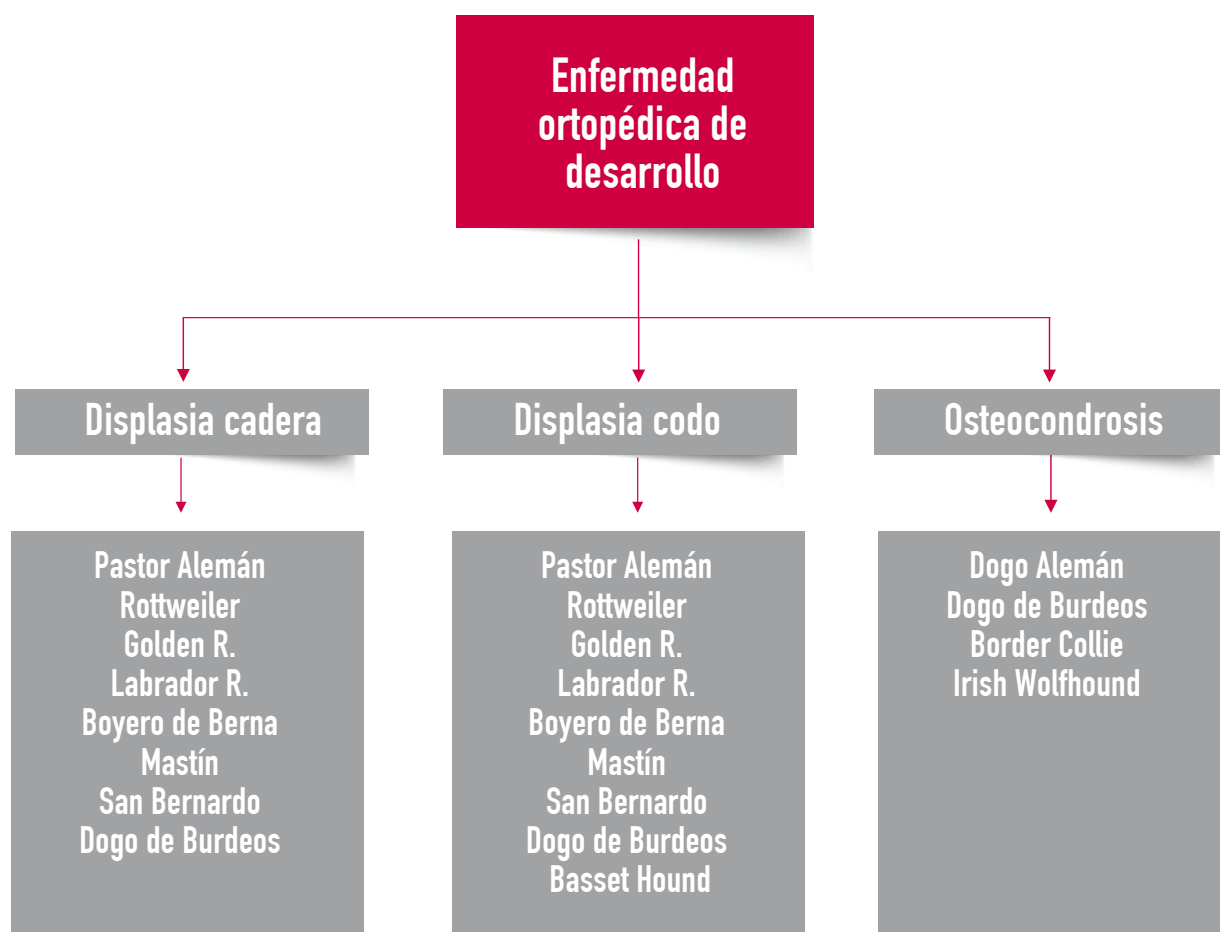 Enfermedad
ortopédica de
desarrollo
Displasia cadera
Displasia codo
Osteocondrosis
Pastor Alemán
Rottweiler
Golden R.
Labrador R.
Boyero de Berna
Mastín
San Bernardo
Dogo de Burdeos
Pastor Alemán
Rottweiler
Golden R.
Labrador R.
Boyero de Berna
Mastín
San Bernardo
Dogo de Burdeos
Basset Hound
Dogo Alemán
Dogo de Burdeos
Border Collie
Irish Wolfhound